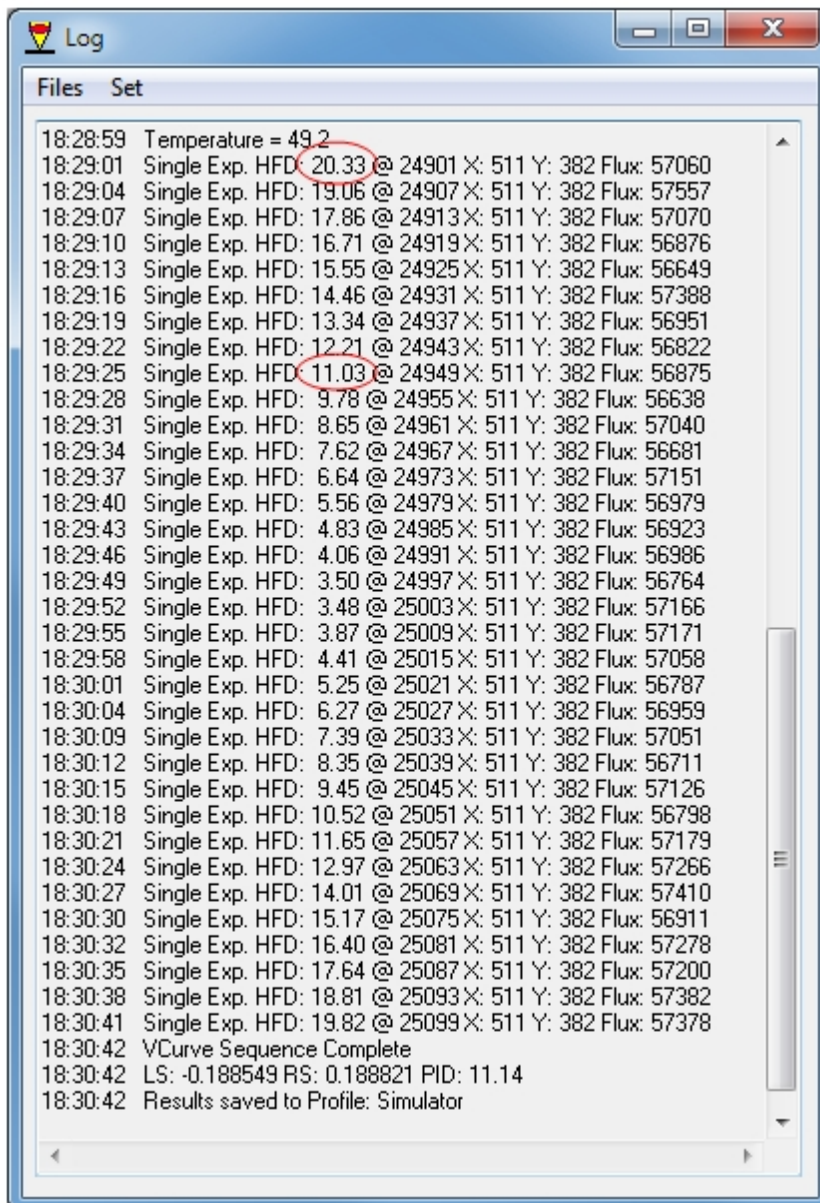 Log
Files Set
18:28:59 Temperature = 49.2
18:29:01 Single Exp. HFD: 20.33 @ 24901 X: 511 Y: 382 Flux: 57060
18:29:04 Single Exp. HFD: 19.06 @ 24907 X: 511 Y: 382 Flux: 57557
18:29:07 Single Exp. HFD: 17.86 @ 24913 X: 511 Y: 382 Flux: 57070
18:29:10 Single Exp. HFD: 16.71 @ 24919 X: 511 Y: 382 Flux: 56876
18:29:13 Single Exp. HFD: 15.55 @ 24925 X: 511 Y: 382 Flux: 56649
18:29:16 Single Exp. HFD: 14.46 @ 24931 X: 511 Y: 382 Flux: 57388
18:29:19 Single Exp. HFD: 13.34 @ 24937 X: 511 Y: 382 Flux: 56951
18:29:22 Single Exp. HFD: 12.21 @ 24943 X: 511 Y: 382 Flux: 56822
18:29:25 Single Exp. HFD: 11.03 @ 24949 X: 511 Y: 382 Flux: 56875
18:29:28 Single Exp. HFD: 9.78 @ 24955 X: 511 Y: 382 Flux: 56638
18:29:31 Single Exp. HFD: 8.65 @ 24961 X: 511 Y: 382 Flux: 57040
18:29:34 Single Exp. HFD: 7.62 @ 24967 X: 511 Y: 382 Flux: 56681
18:29:37 Single Exp. HFD: 6.64 @ 24973 X: 511 Y: 382 Flux: 57151
18:29:40 Single Exp. HFD: 5.56 @ 24979 X: 511 Y: 382 Flux: 56979
18:29:43 Single Exp. HFD: 4.83 @ 24985 X: 511 Y: 382 Flux: 56923
18:29:46 Single Exp. HFD: 4.06 @ 24991 X: 511 Y: 382 Flux: 56986
18:29:49 Single Exp. HFD: 3.50 @ 24997 X: 511 Y: 382 Flux: 56764
18:29:52 Single Exp. HFD: 3.48 @ 25003 X: 511 Y: 382 Flux: 57166
18:29:55 Single Exp. HFD: 3.87 @ 25009 X: 511 Y: 382 Flux: 57171
18:29:58 Single Exp. HFD: 4.41 @ 25015 X: 511 Y: 382 Flux: 57058
18:30:01 Single Exp. HFD: 5.25 @ 25021 X: 511 Y: 382 Flux: 56787
18:30:04 Single Exp. HFD: 6.27 @ 25027 X: 511 Y: 382 Flux: 56959
18:30:09 Single Exp. HFD: 7.39 @ 25033 X: 511 Y: 382 Flux: 57051
18:30:12 Single Exp. HFD: 8.35 @ 25039 X: 511 Y: 382 Flux: 56711
18:30:15 Single Exp. HFD: 9.45 @ 25045 X: 511 Y: 382 Flux: 57126
18:30:18 Single Exp. HFD: 10.52 @ 25051 X: 511 Y: 382 Flux: 56798
18:30:21 Single Exp. HFD: 11.65 @ 25057 X: 511 Y: 382 Flux: 57179
18:30:24 Single Exp. HFD: 12.97 @ 25063 X: 511 Y: 382 Flux: 57266
18:30:27 Single Exp. HFD: 14.01 @ 25069 X: 511 Y: 382 Flux: 57410
18:30:30 Single Exp. HFD: 15.17 @ 25075 X: 511 Y: 382 Flux: 56911
18:30:32 Single Exp. HFD: 16.40 @ 25081 X: 511 Y: 382 Flux: 57278
18:30:35 Single Exp. HFD: 17.64 @ 25087 X: 511 Y: 382 Flux: 57200
18:30:38 Single Exp. HFD: 18.81 @ 25093 X: 511 Y: 382 Flux: 57382
18:30:41 Single Exp. HFD: 19.82 @ 25099 X: 511 Y: 382 Flux: 57378
18:30:42 VCurve Sequence Complete
18:30:42 LS: -0.188549 RS: 0.188821 PID: 11.14
18:30:42 Results saved to Profile: Simulator